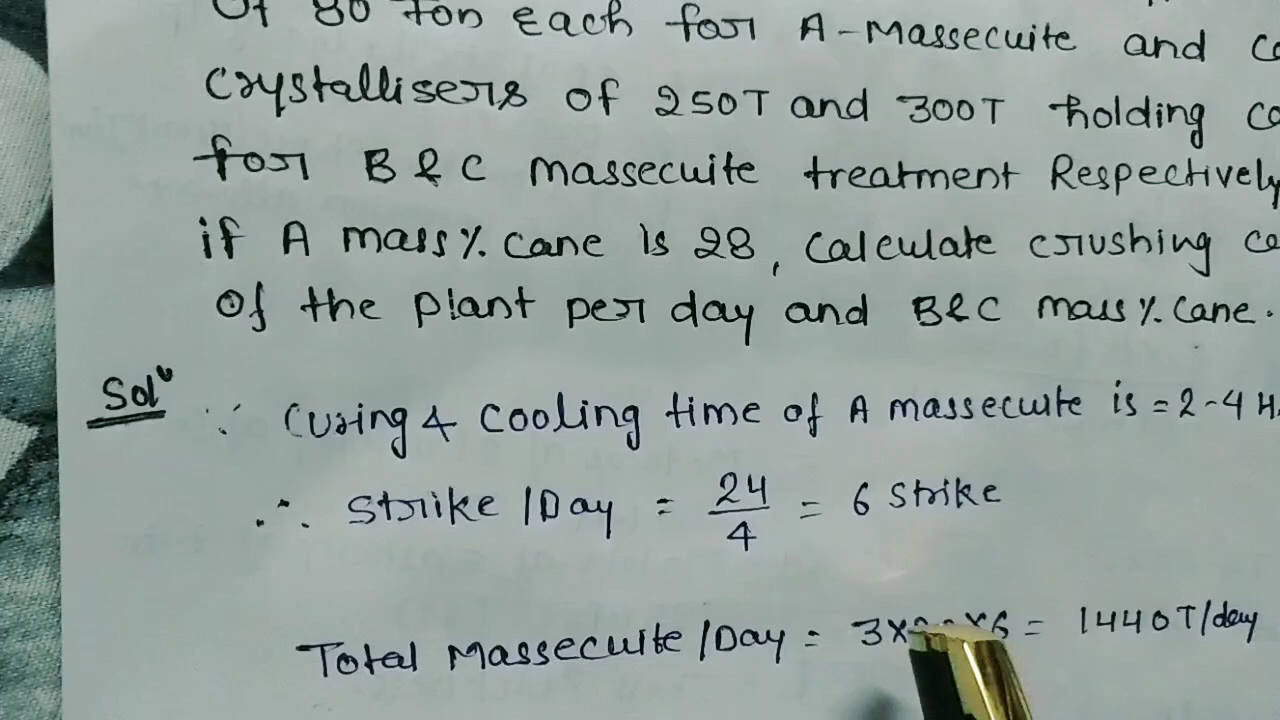 Of 80 ton each for A-Massecuite and
Crystallisers of 250T and 300T holding
for B & C massecuite treatment Respectively
if A mass%. cane is 28, calculate crushing
Of the plant per day and B&C mass%. cane.
Sol
∵ Curing & cooling time of A massecuite is = 2-4 H
∴ Strike /Day = 24/4 = 6 Strike
Total Massecuite /Day = 3× ×6 = 1440T/day